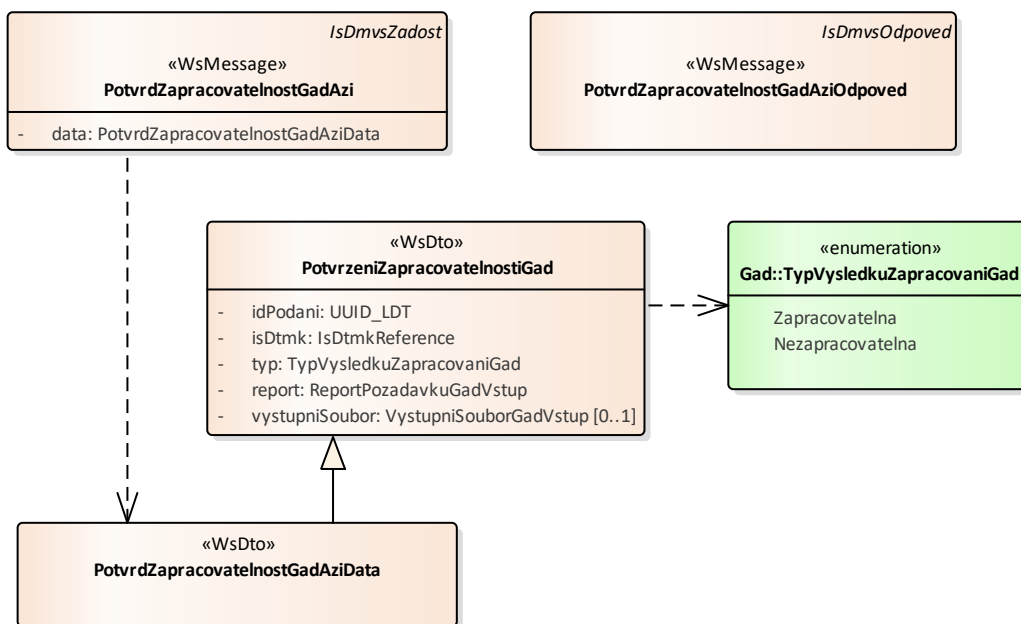 IsDmvsZadost
«WsMessage»
PotvrdZapracovatelnostGadAzi
- data: PotvrdZapracovatelnostGadAziData
IsDmvsOdpoved
«WsMessage»
PotvrdZapracovatelnostGadAziOdpoved
«WsDto»
PotvrzeniZapracovatelnostiGad
- idPodani: UUID_LDT
- isDtmk: IsDtmkReference
- typ: TypVysledkuZapracovaniGad
- report: ReportPozadavkuGadVstup
- vystupniSoubor: VystupniSouborGadVstup [0..1]
«enumeration»
Gad::TypVysledkuZapracovaniGad
Zapracovatelna
Nezapracovatelna
«WsDto»
PotvrdZapracovatelnostGadAziData